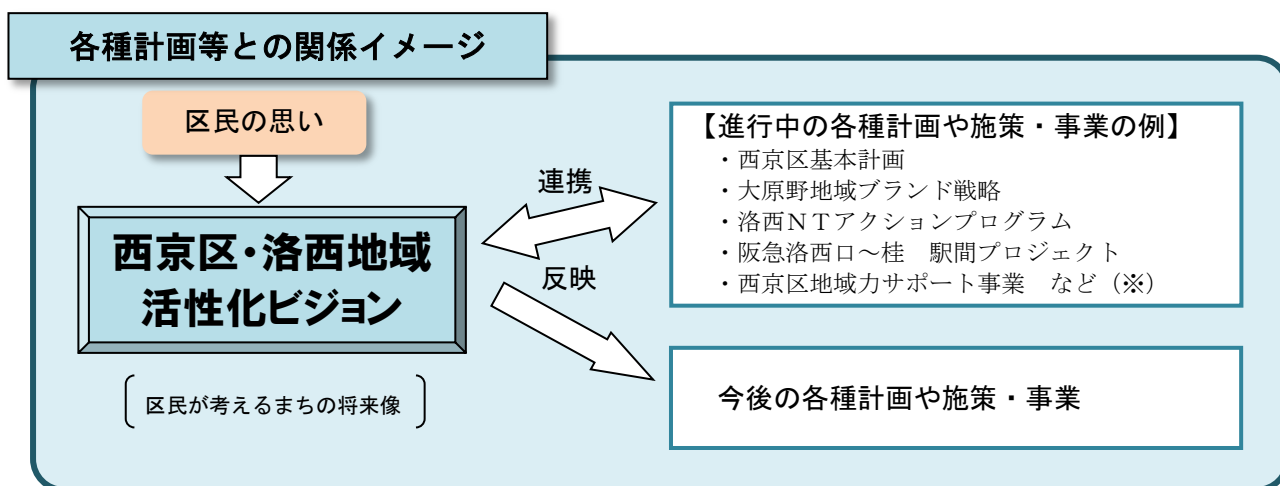 各種計画等との関係イメージ
区民の思い
西京区・洛西地域
活性化ビジョン
区民が考えるまちの将来像
連携
反映
【進行中の各種計画や施策・事業の例】
・西京区基本計画
・大原野地域ブランド戦略
・洛西ＮＴアクションプログラム
・阪急洛西口～桂　駅間プロジェクト
・西京区地域力サポート事業　など（※）
今後の各種計画や施策・事業